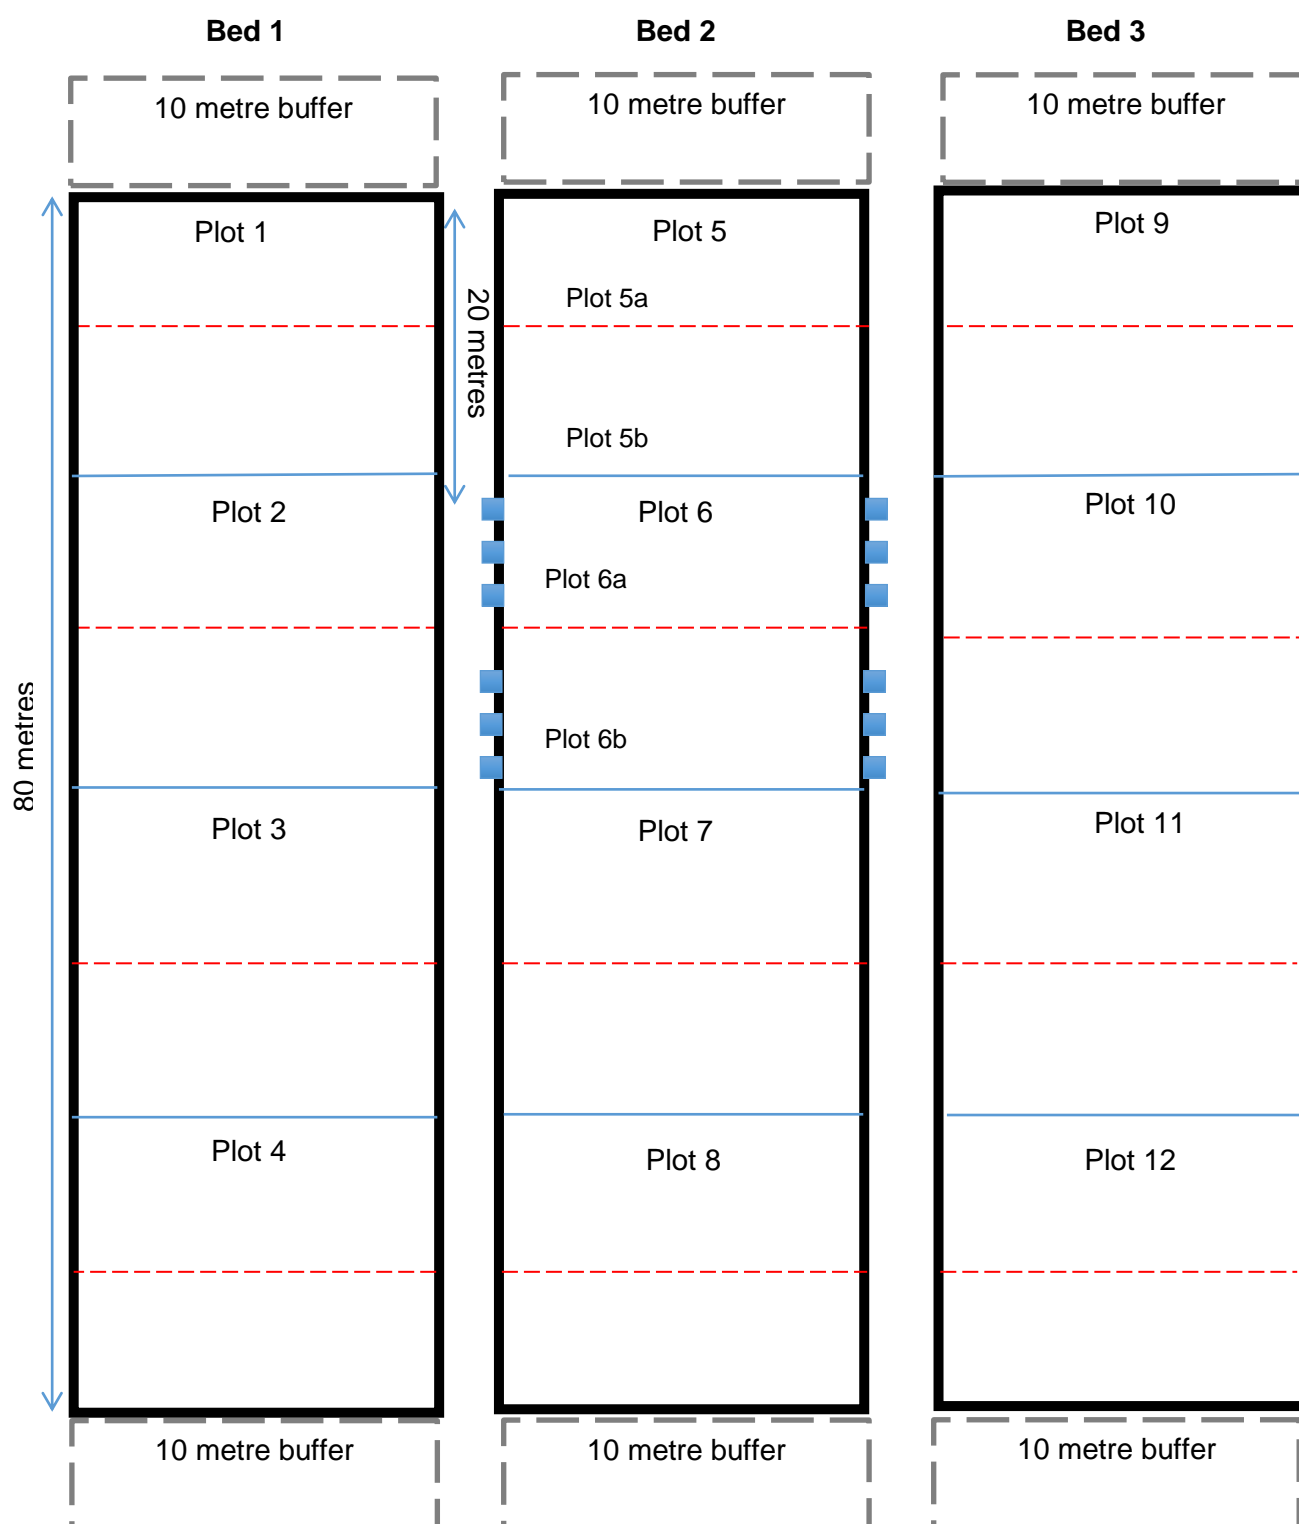 Bed 1
Bed 2
Bed 3
10 metre buffer
10 metre buffer
10 metre buffer
Plot 1
Plot 5
Plot 9
20 metres
Plot 5a
Plot 5b
Plot 2
Plot 6
Plot 10
Plot 6a
80 metres
Plot 6b
Plot 3
Plot 7
Plot 11
Plot 4
Plot 8
Plot 12
10 metre buffer
10 metre buffer
10 metre buffer